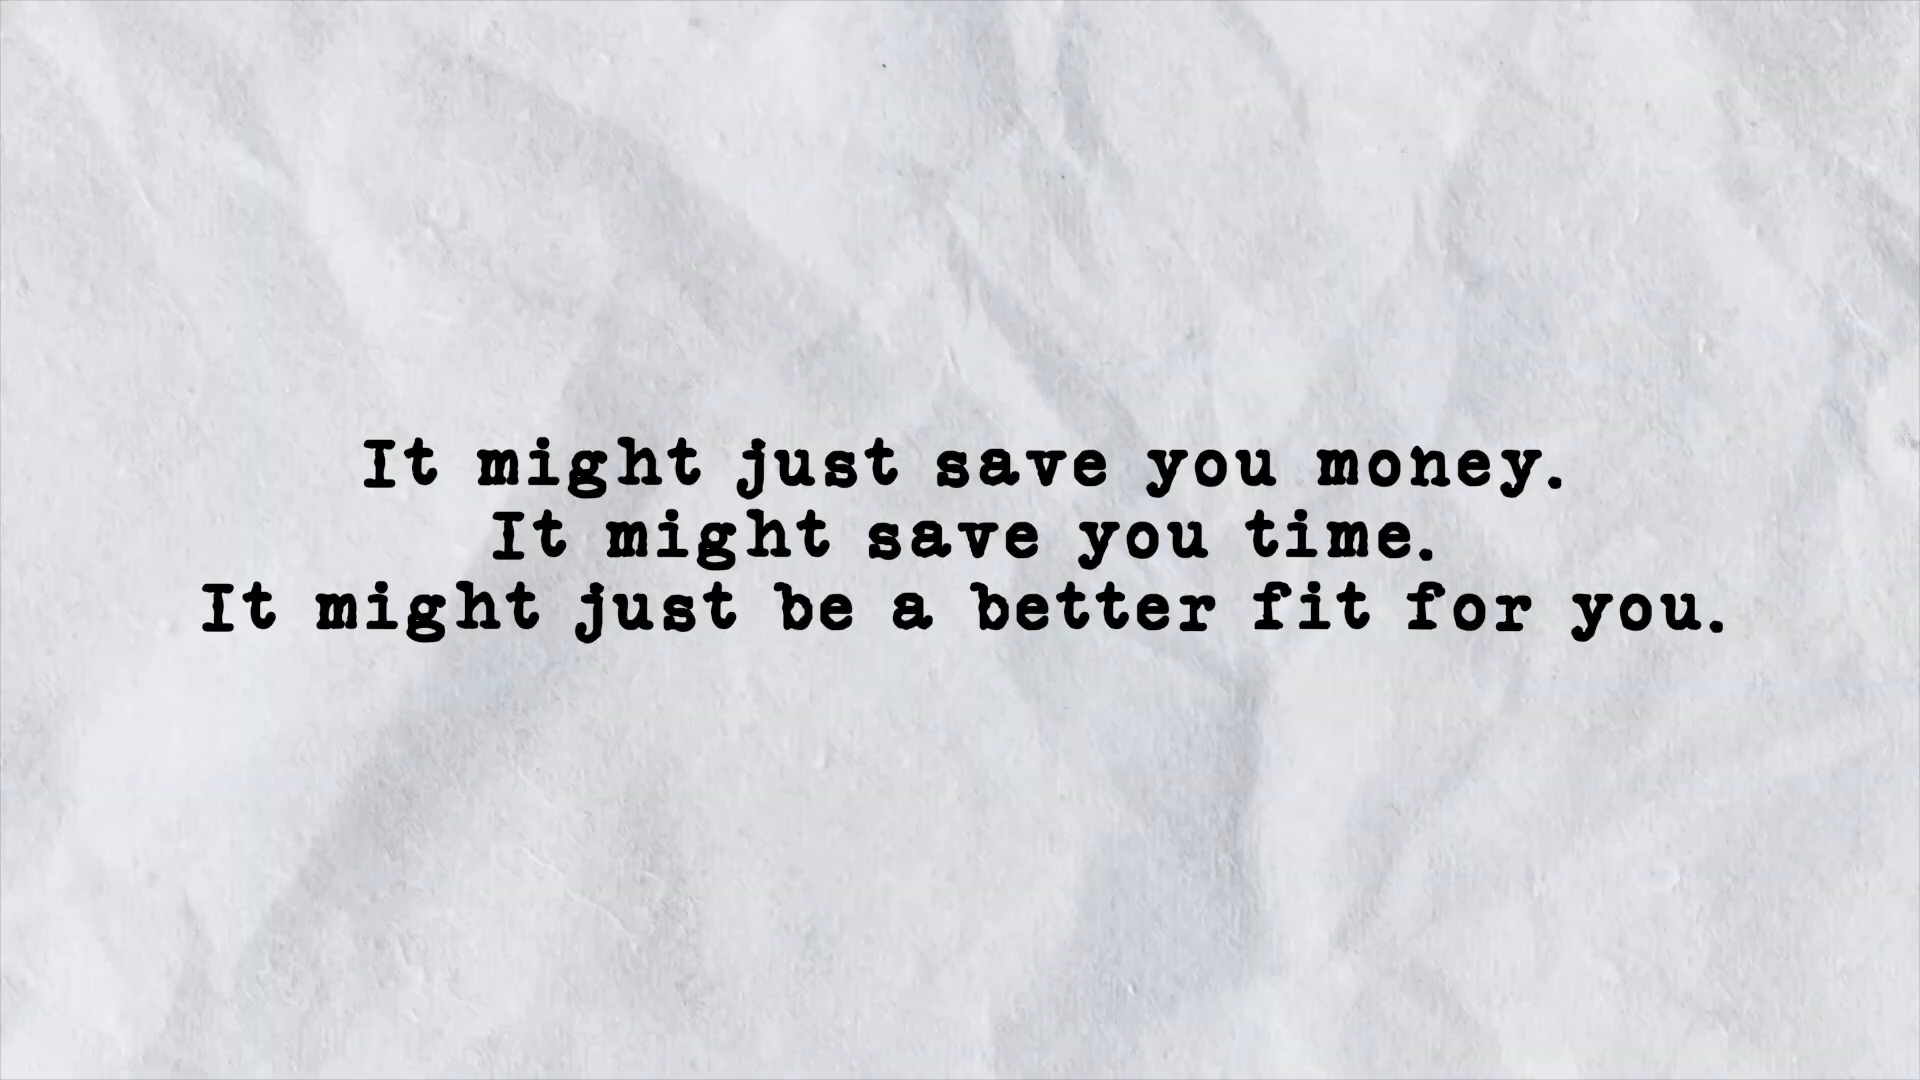 It might just save you money.
It might save you time.
It might just be a better fit for you.